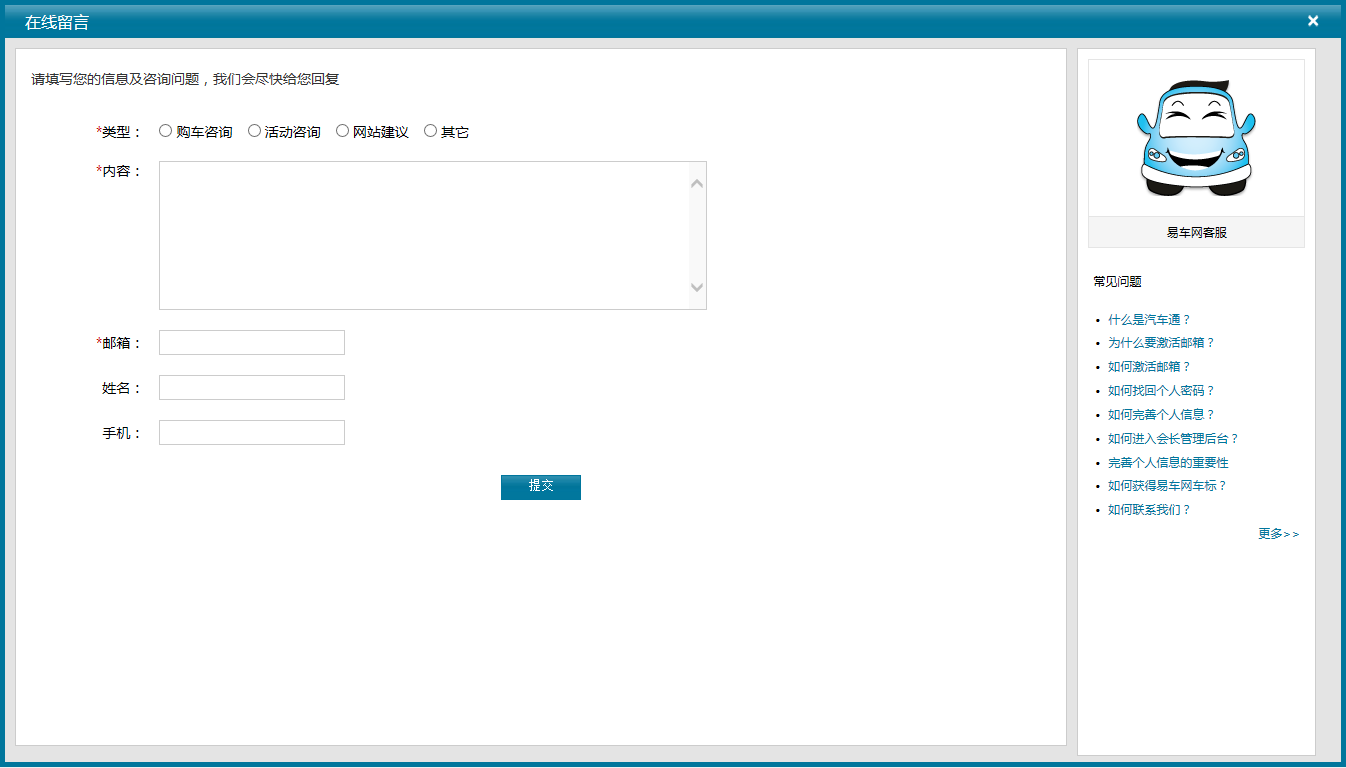 在线留言
请填写您的信息及咨询问题，我们会尽快给您回复
*类型： 购车咨询 活动咨询 网站建议 其它
*内容：
*邮箱：
姓名：
手机：
提交
易车网客服
常见问题
• 什么是汽车通？
• 为什么要激活邮箱？
• 如何激活邮箱？
• 如何找回个人密码？
• 如何完善个人信息？
• 如何进入会长管理后台？
• 完善个人信息的重要性
• 如何获得易车网车标？
• 如何联系我们？
更多>>